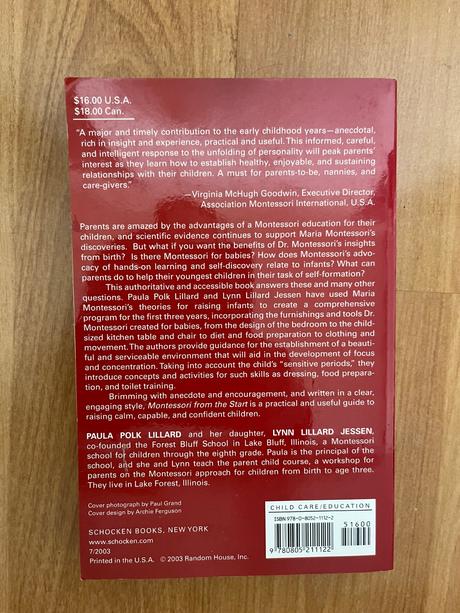 $16.00 U.S.A.
$18.00 Can.
"A major and timely contribution to the early childhood years—anecdotal,
rich in insight and experience, practical and useful. This informed, careful,
and intelligent response to the unfolding of personality will peak parents'
interest as they learn how to establish healthy, enjoyable, and sustaining
relationships with their children. A must for parents-to-be, nannies, and
care-givers."
—Virginia McHugh Goodwin, Executive Director,
Association Montessori International, U.S.A.
Parents are amazed by the advantages of a Montessori education for their
children, and scientific evidence continues to support Maria Montessori's
discoveries. But what if you want the benefits of Dr. Montessori's insights
from birth? Is there Montessori for babies? How does Montessori's advo-
cacy of hands-on learning and self-discovery relate to infants? What can
parents do to help their youngest children in their task of self-formation?
This authoritative and accessible book answers these and many other
questions. Paula Polk Lillard and Lynn Lillard Jessen have used Maria
Montessori's theories for raising infants to create a comprehensive
program for the first three years, incorporating the furnishings and tools Dr.
Montessori created for babies, from the design of the bedroom to the child-
sized kitchen table and chair to diet and food preparation to clothing and
movement. The authors provide guidance for the establishment of a beauti-
ful and serviceable environment that will aid in the development of focus
and concentration. Taking into account the child's "sensitive periods," they
introduce concepts and activities for such skills as dressing, food prepara-
tion, and toilet training.
Brimming with anecdote and encouragement, and written in a clear,
engaging style, Montessori from the Start is a practical and useful guide to
raising calm, capable, and confident children.
PAULA POLK LILLARD and her daughter, LYNN LILLARD JESSEN,
co-founded the Forest Bluff School in Lake Bluff, Illinois, a Montessori
school for children through the eighth grade. Paula is the principal of the
school, and she and Lynn teach the parent child course, a workshop for
parents on the Montessori approach for children from birth to age three.
They live in Lake Forest, Illinois.
Cover photograph by Paul Grand
Cover design by Archie Ferguson
SCHOCKEN BOOKS, NEW YORK
www.schocken.com
7/2003
Printed in the U.S.A. © 2003 Random House, Inc.
CHILD CARE/EDUCATION
ISBN 978-0-8052-1112-2
51600
9 780805 211122